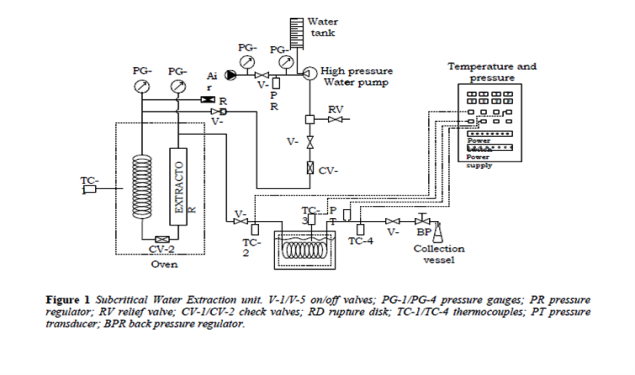 Water
tank
PG-
PG-
PG-
PG-
Ai
r
High pressure
Water pump
Temperature and
pressure
V-
P
R
R
V-
RV
V-
CV-
Power
Power
supply
TC-
EXTRACTO
R
CV-2
Oven
V-
TC-
2
TC-
3
P
T
TC-4
V-
BP
Collection
vessel
Figure 1 Subcritical Water Extraction unit. V-1/V-5 on/off valves; PG-1/PG-4 pressure gauges; PR pressure
regulator; RV relief valve; CV-1/CV-2 check valves; RD rupture disk; TC-1/TC-4 thermocouples; PT pressure
transducer; BPR back pressure regulator.